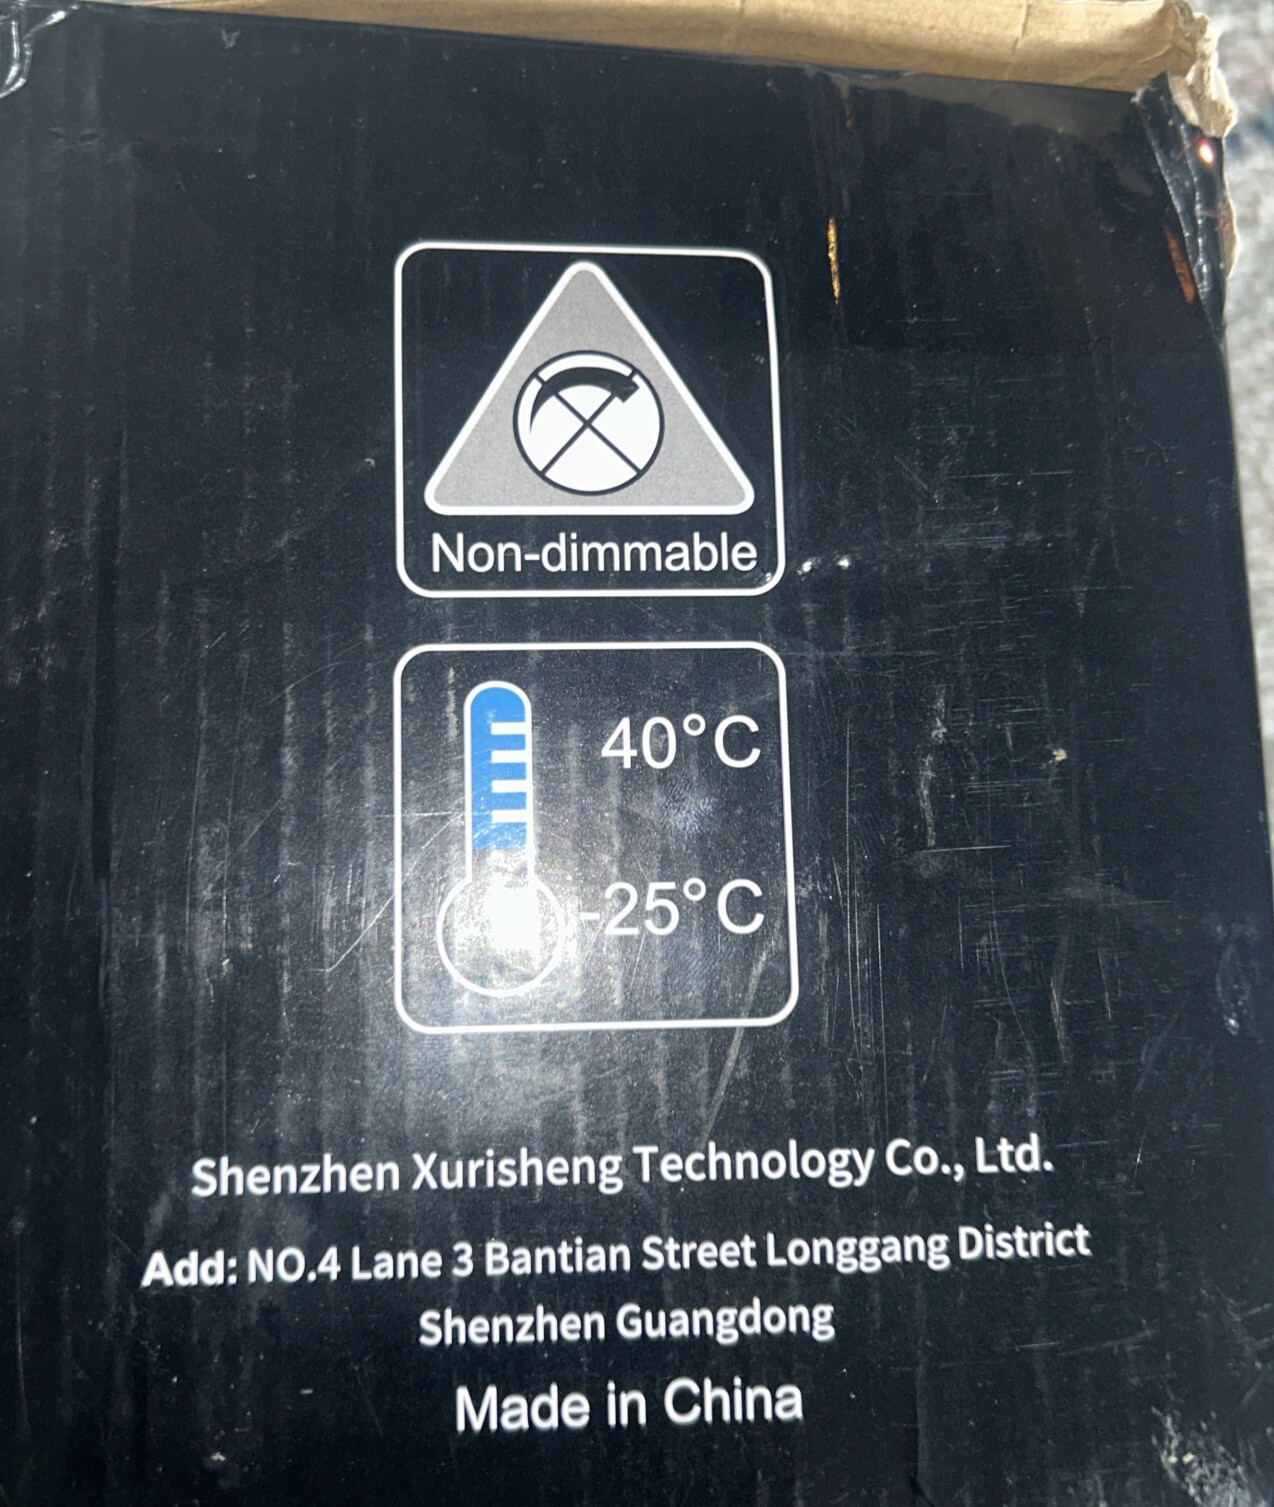 Non-dimmable
40°C
-25°C
Shenzhen Xurisheng Technology Co., Ltd.
Add: NO.4 Lane 3 Bantian Street Longgang District
Shenzhen Guangdong
Made in China